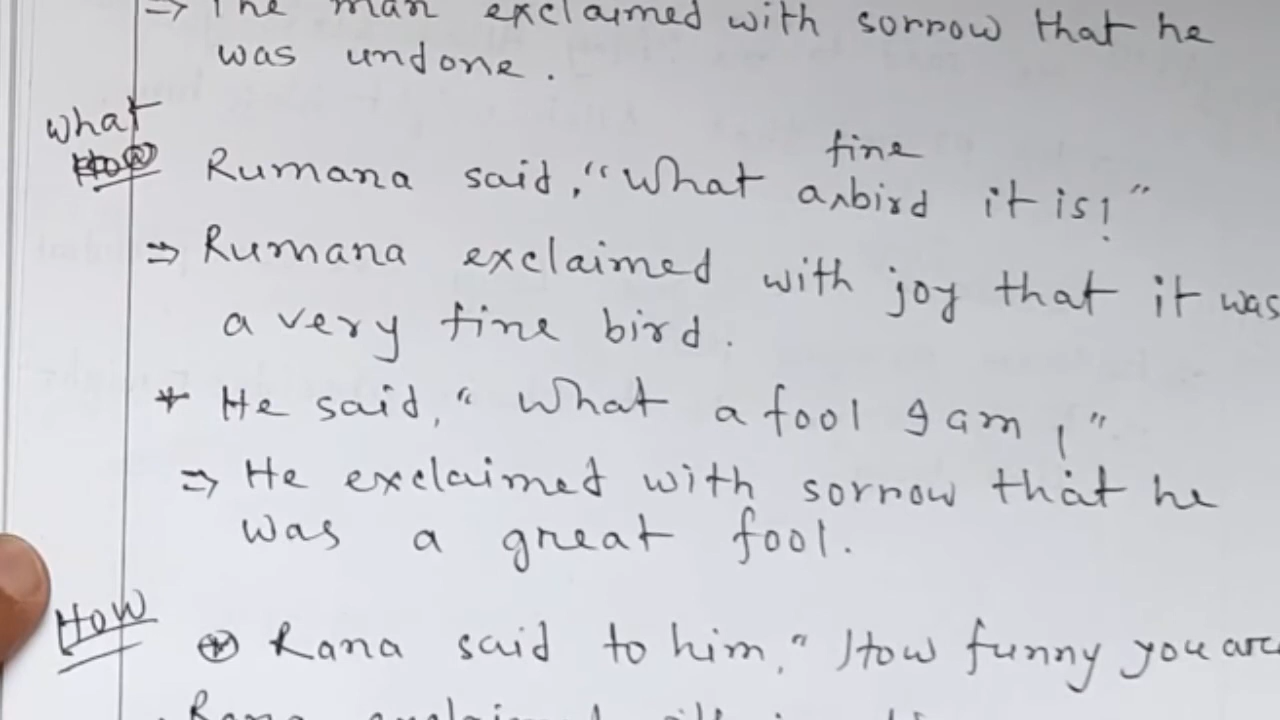 ⇒ The man exclaimed with sorrow that he
was undone.
What
Rumana said, "What a fine bird it is!"
⇒ Rumana exclaimed with joy that it was
a very fine bird.
* He said, "What a fool I am!"
⇒ He exclaimed with sorrow that he
was a great fool.
How
* Rana said to him, "How funny you are
Rana exclaimed